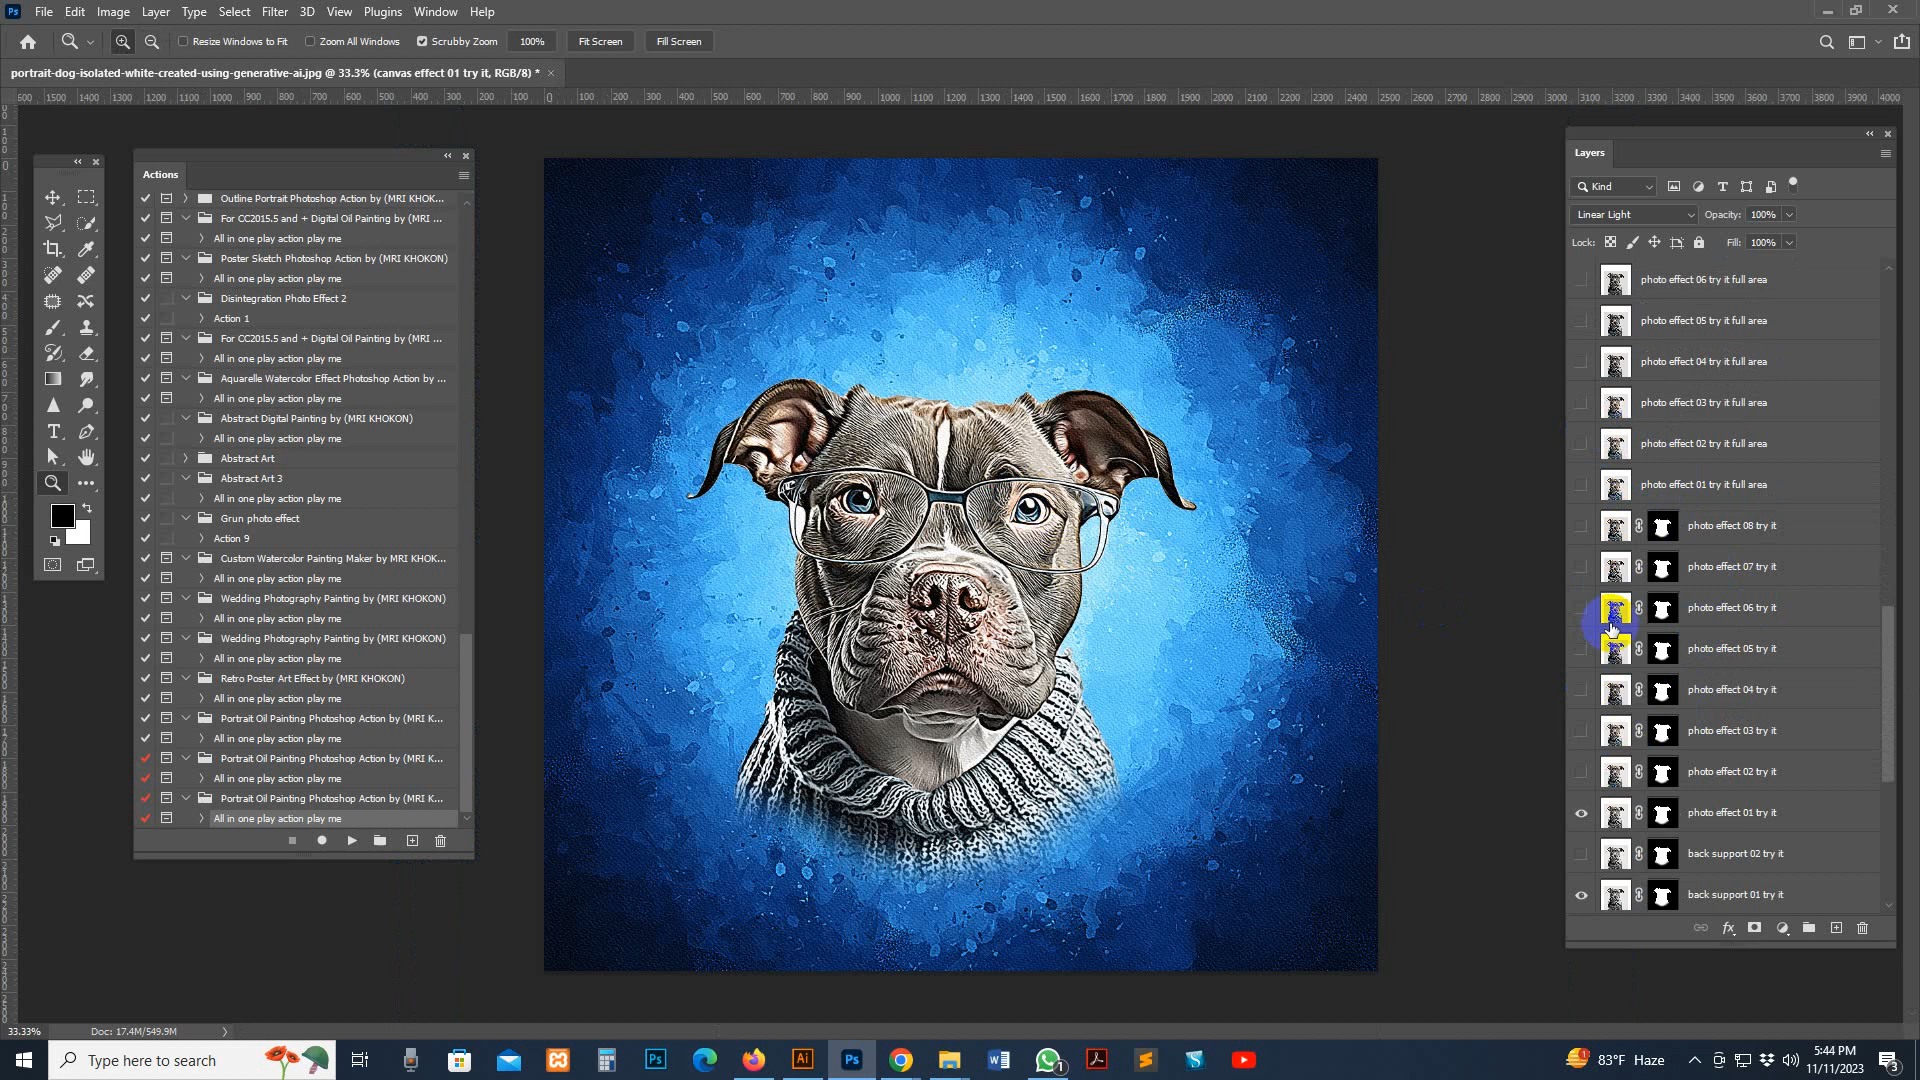 File Edit Image Layer Type Select Filter 3D View Plugins Window Help
Resize Windows to Fit Zoom All Windows Scrubby Zoom 100% Fit Screen Fill Screen
portrait-dog-isolated-white-created-using-generative-ai.jpg @ 33.3% (canvas effect 01 try it, RGB/8) *
Actions
Outline Portrait Photoshop Action by (MRI KHOK...
For CC2015.5 and + Digital Oil Painting by (MRI ...
All in one play action play me
Poster Sketch Photoshop Action by (MRI KHOKON)
All in one play action play me
Disintegration Photo Effect 2
Action 1
For CC2015.5 and + Digital Oil Painting by (MRI ...
All in one play action play me
Aquarelle Watercolor Effect Photoshop Action by ...
All in one play action play me
Abstract Digital Painting by (MRI KHOKON)
All in one play action play me
Abstract Art
Abstract Art 3
All in one play action play me
Grun photo effect
Action 9
Custom Watercolor Painting Maker by MRI KHOK...
All in one play action play me
Wedding Photography Painting by (MRI KHOKON)
All in one play action play me
Wedding Photography Painting by (MRI KHOKON)
All in one play action play me
Retro Poster Art Effect by (MRI KHOKON)
All in one play action play me
Portrait Oil Painting Photoshop Action by (MRI K...
All in one play action play me
Portrait Oil Painting Photoshop Action by (MRI K...
All in one play action play me
Portrait Oil Painting Photoshop Action by (MRI K...
All in one play action play me
Layers
Kind
Linear Light Opacity: 100%
Lock: Fill: 100%
photo effect 06 try it full area
photo effect 05 try it full area
photo effect 04 try it full area
photo effect 03 try it full area
photo effect 02 try it full area
photo effect 01 try it full area
photo effect 08 try it
photo effect 07 try it
photo effect 06 try it
photo effect 05 try it
photo effect 04 try it
photo effect 03 try it
photo effect 02 try it
photo effect 01 try it
back support 02 try it
back support 01 try it
33.33% Doc: 17.4M/549.9M
Type here to search
83°F Haze
5:44 PM
11/11/2023